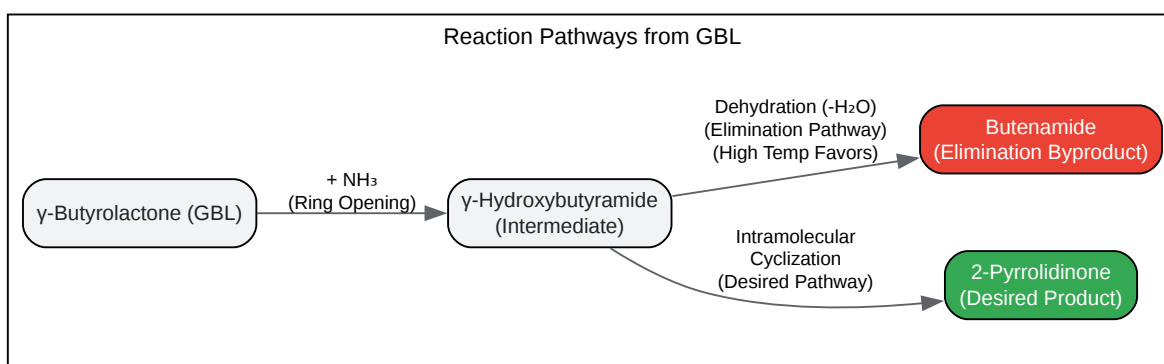 Reaction Pathways from GBL
γ-Butyrolactone (GBL)
+ NH₃
(Ring Opening)
γ-Hydroxybutyramide
(Intermediate)
Dehydration (-H₂O)
(Elimination Pathway)
(High Temp Favors)
Butenamide
(Elimination Byproduct)
Intramolecular
Cyclization
(Desired Pathway)
2-Pyrrolidinone
(Desired Product)